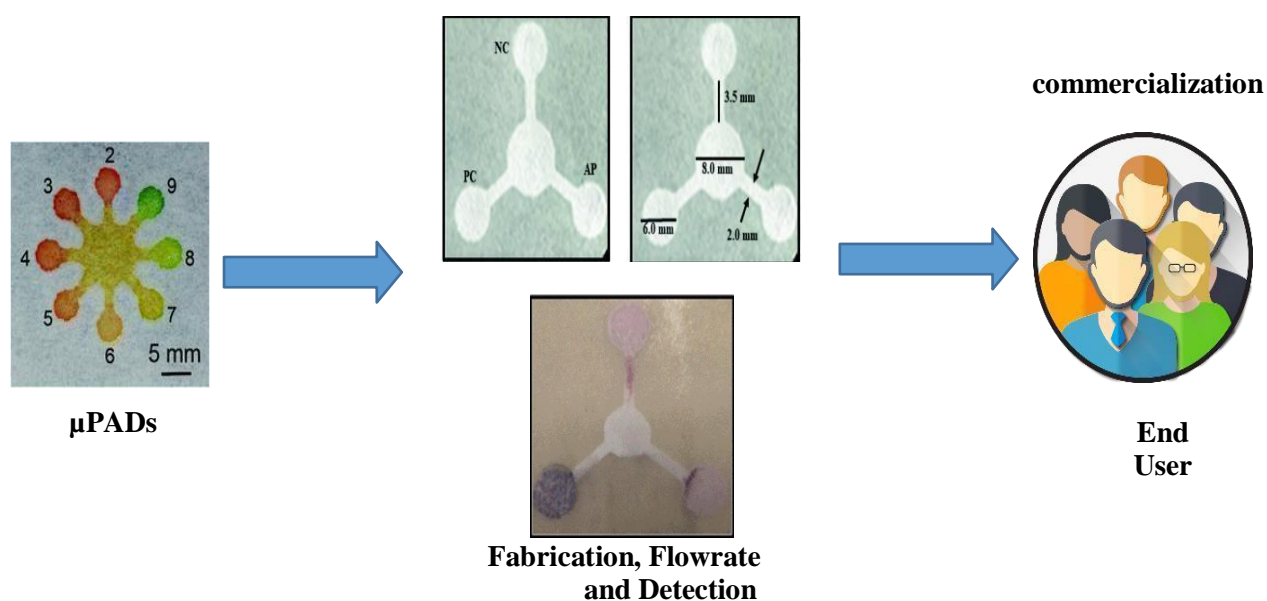 2
3
9
4
8
5
7
6
5 mm
µPADs
NC
PC
AP
3.5 mm
8.0 mm
6.0 mm
2.0 mm
Fabrication, Flowrate
and Detection
commercialization
End
User